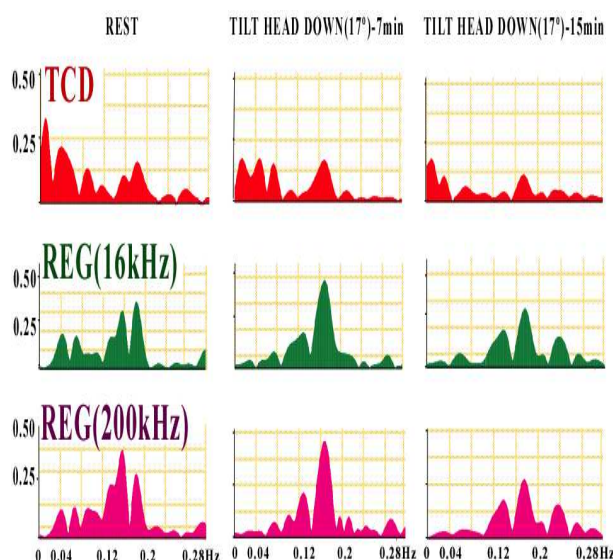 REST TILT HEAD DOWN(17⁰)-7min TILT HEAD DOWN(17⁰)-15min
0.50 TCD
0.25
REG(16kHz)
0.50
0.25
REG(200kHz)
0.50
0.25
0 0.04 0.12 0.2 0.28Hz 0 0.04 0.12 0.2 0.28Hz 0 0.04 0.12 0.2 0.28Hz